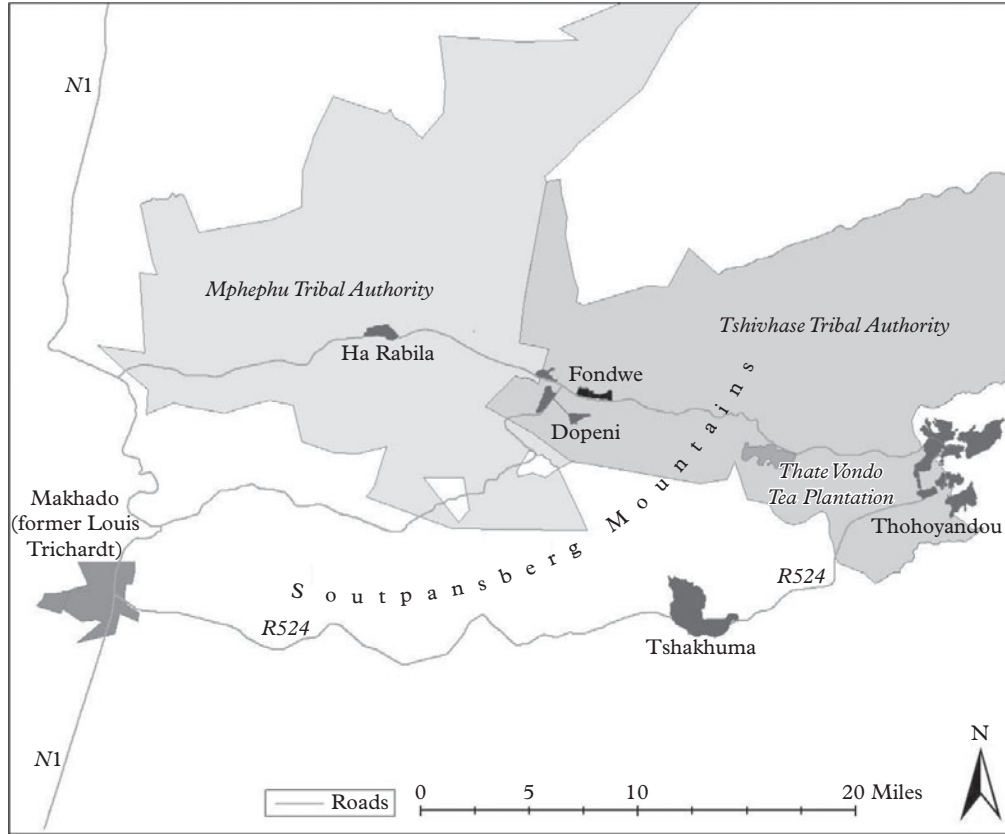 N1
Mphephu Tribal Authority
Tshivhase Tribal Authority
Ha Rabila
Fondwe
Dopeni
Thate Vondo
Tea Plantation
Thohoyandou
Makhado
(former Louis
Trichardt)
Soutpansberg Mountains
R524
R524
Tshakhuma
N1
N
Roads
0 5 10 20 Miles